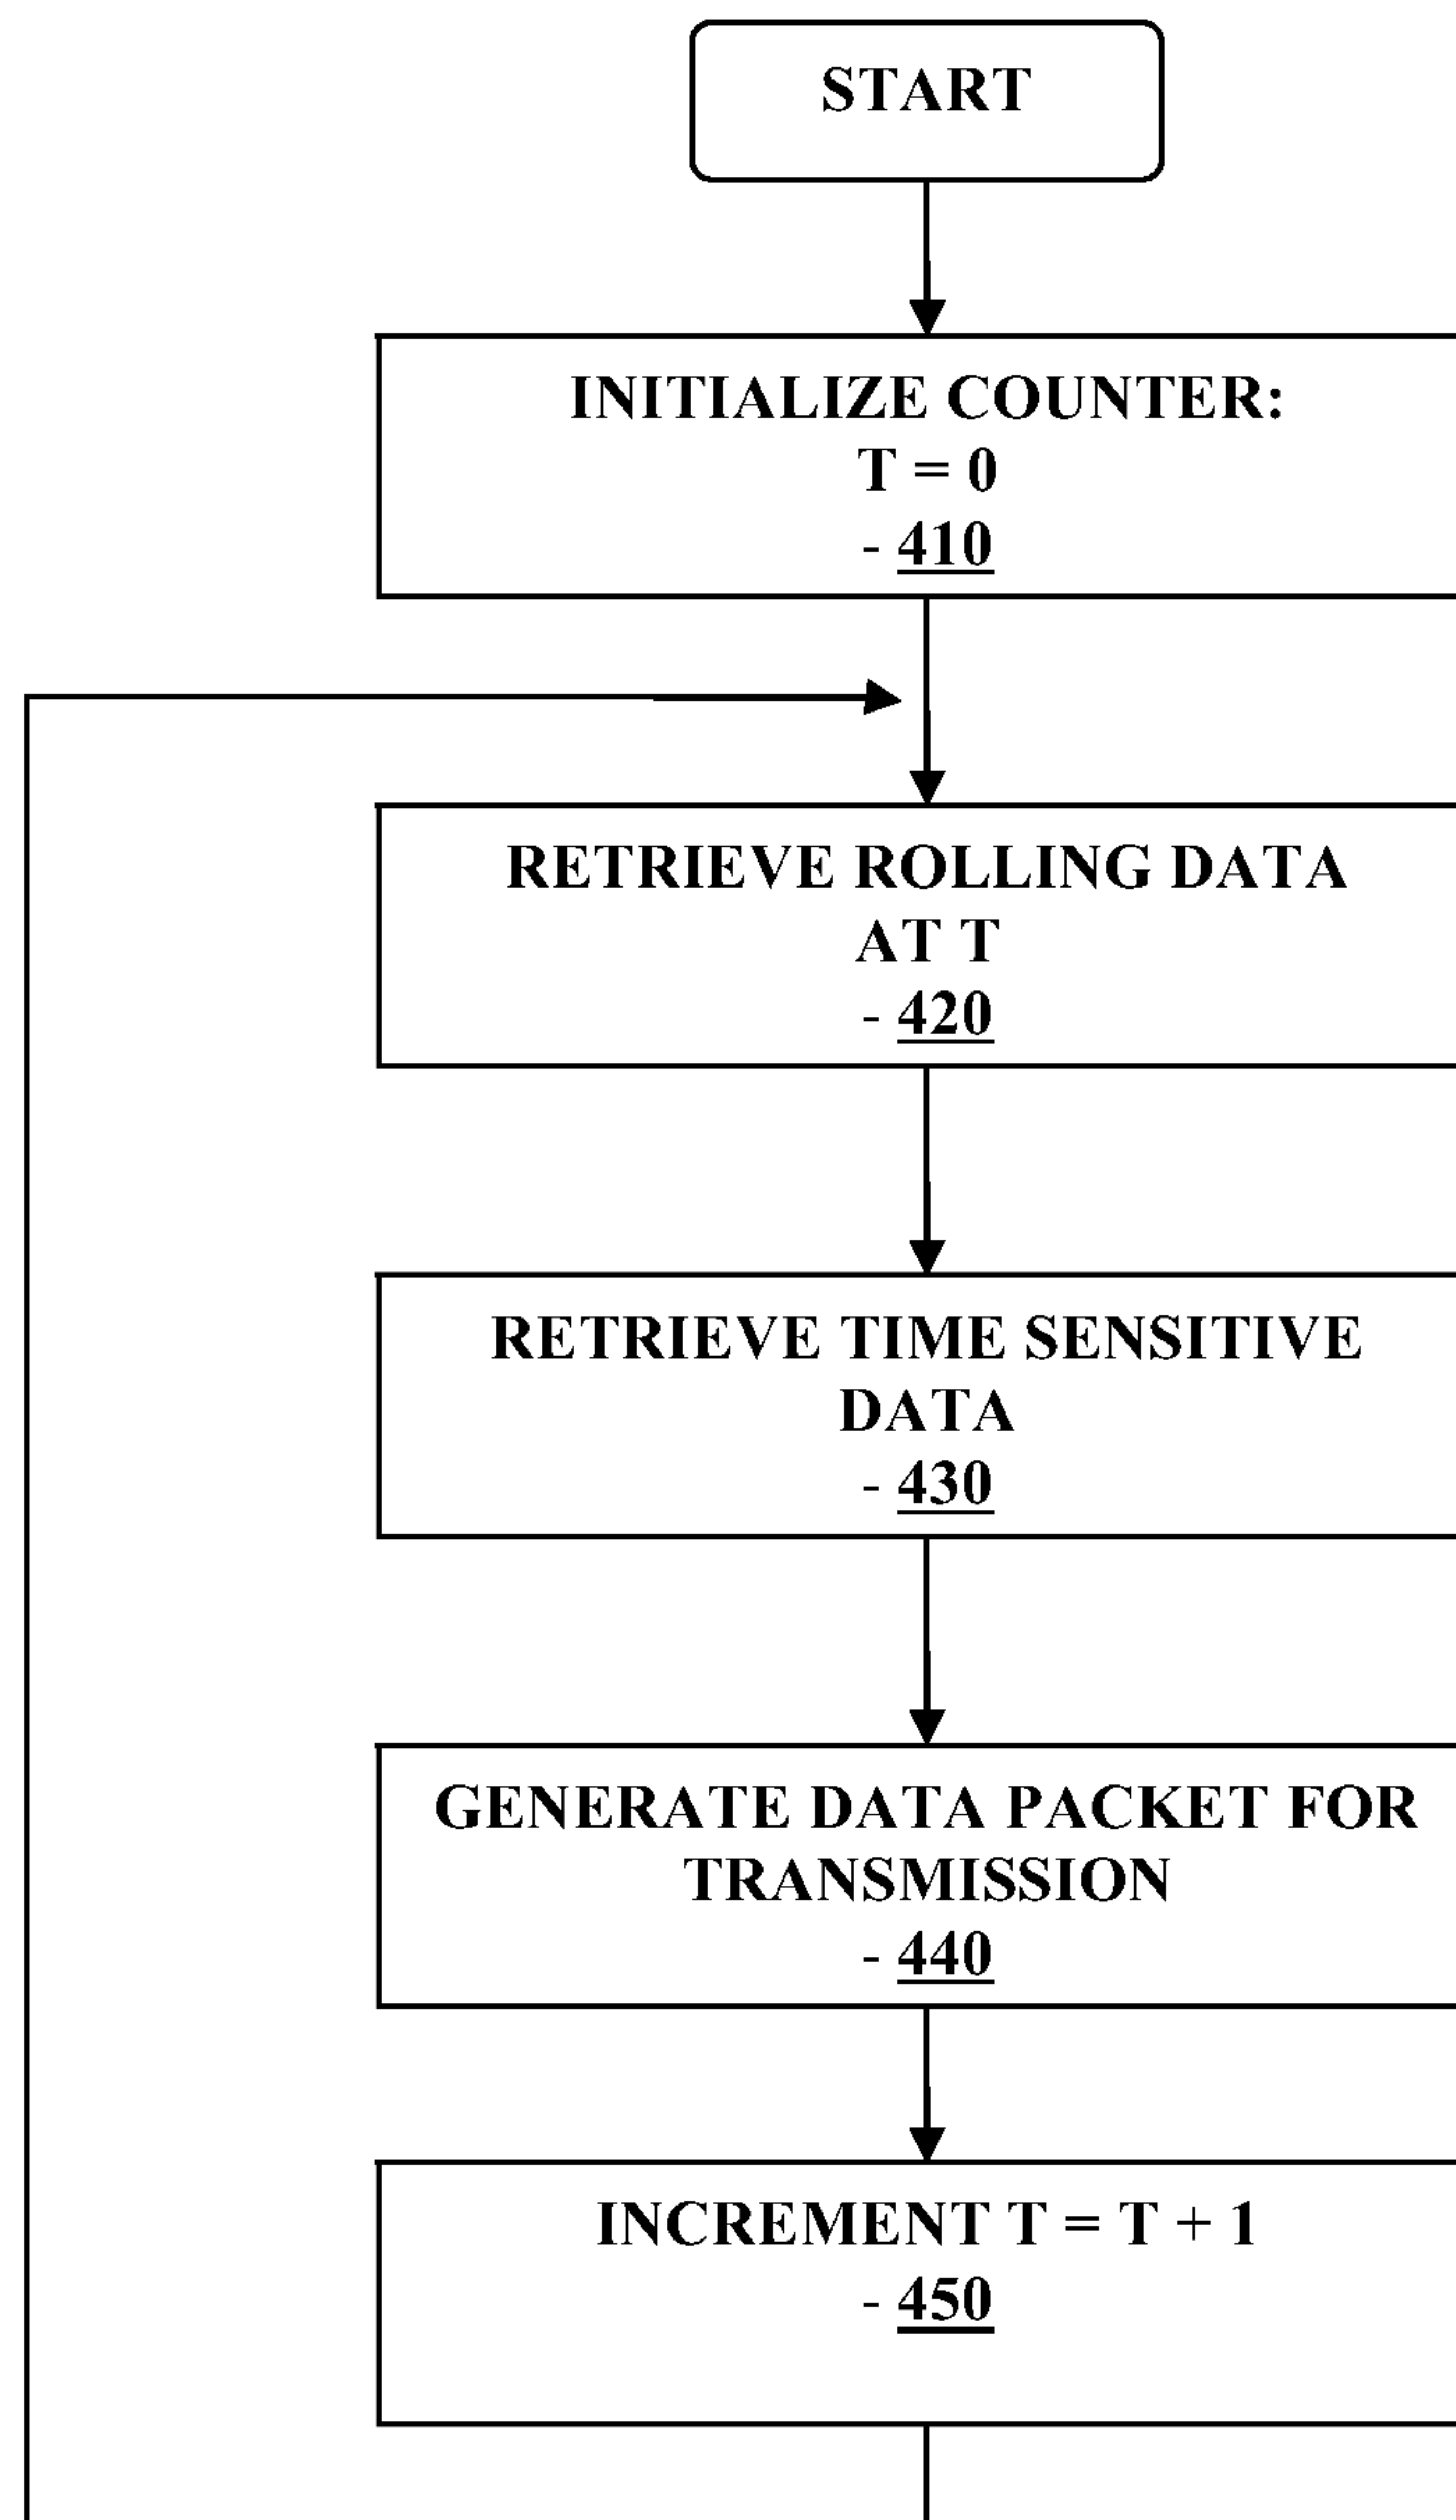 START
INITIALIZE COUNTER:
T = 0
- 410
RETRIEVE ROLLING DATA
AT T
- 420
RETRIEVE TIME SENSITIVE
DATA
- 430
GENERATE DATA PACKET FOR
TRANSMISSION
- 440
INCREMENT T = T + 1
- 450